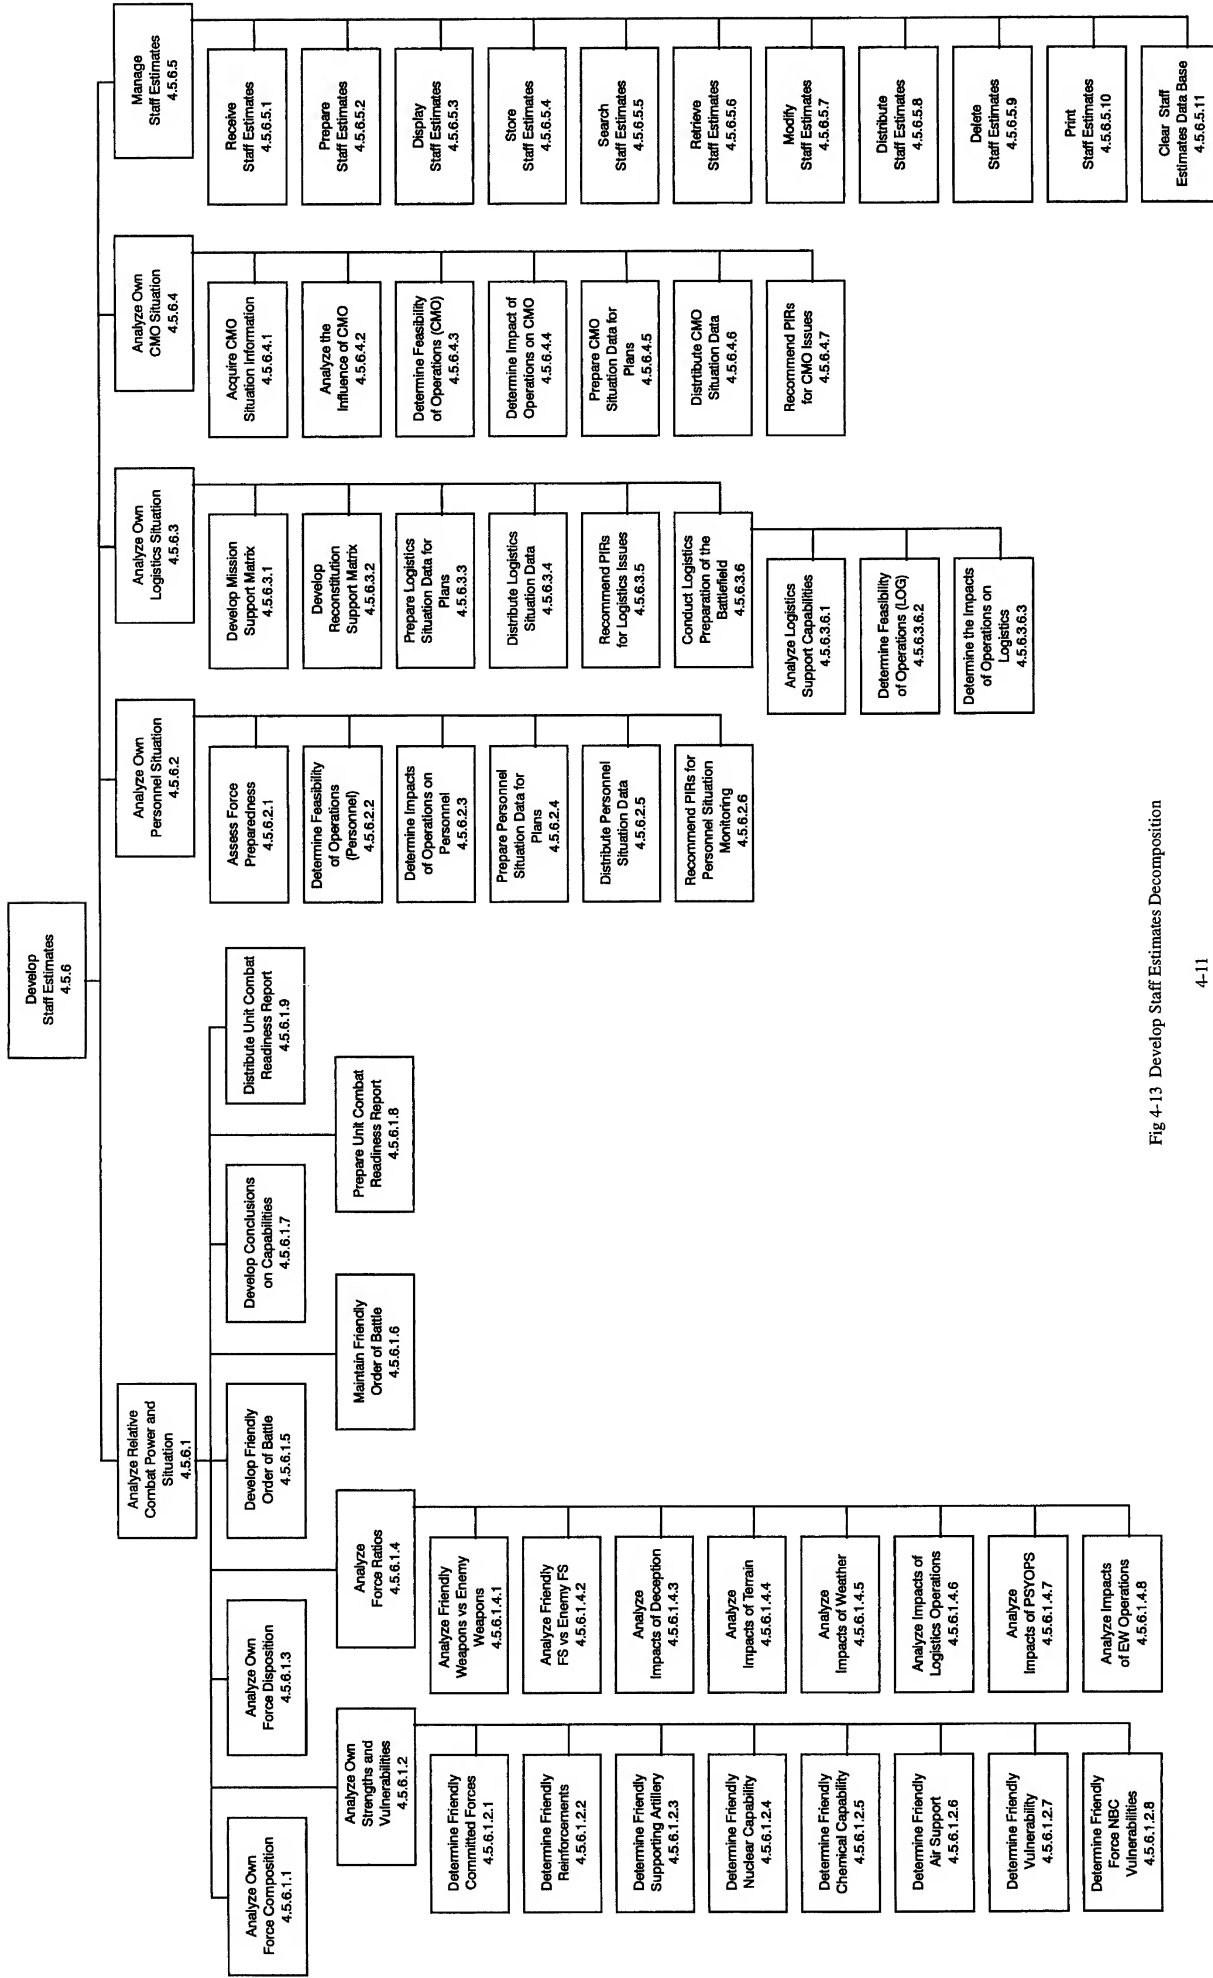 Develop
Staff Estimates
4.5.6
Analyze Relative
Combat Power and
Situation
4.5.6.1
Analyze Own
Personnel Situation
4.5.6.2
Analyze Own
Logistics Situation
4.5.6.3
Analyze Own
CMO Situation
4.5.6.4
Manage
Staff Estimates
4.5.6.5
Analyze Own
Force Composition
4.5.6.1.1
Analyze Own
Strengths and
Vulnerabilities
4.5.6.1.2
Determine Friendly
Committed Forces
4.5.6.1.2.1
Determine Friendly
Reinforcements
4.5.6.1.2.2
Determine Friendly
Supporting Artillery
4.5.6.1.2.3
Determine Friendly
Nuclear Capability
4.5.6.1.2.4
Determine Friendly
Chemical Capability
4.5.6.1.2.5
Determine Friendly
Air Support
4.5.6.1.2.6
Determine Friendly
Vulnerability
4.5.6.1.2.7
Determine Friendly
Force NBC
Vulnerabilities
4.5.6.1.2.8
Analyze Own
Force Disposition
4.5.6.1.3
Analyze
Force Ratios
4.5.6.1.4
Analyze Friendly
Weapons vs Enemy
Weapons
4.5.6.1.4.1
Analyze Friendly
FS vs Enemy FS
4.5.6.1.4.2
Analyze
Impacts of Deception
4.5.6.1.4.3
Analyze
Impacts of Terrain
4.5.6.1.4.4
Analyze
Impacts of Weather
4.5.6.1.4.5
Analyze Impacts of
Logistics Operations
4.5.6.1.4.6
Analyze
Impacts of PSYOPS
4.5.6.1.4.7
Analyze Impacts
of EW Operations
4.5.6.1.4.8
Develop Friendly
Order of Battle
4.5.6.1.5
Maintain Friendly
Order of Battle
4.5.6.1.6
Develop Conclusions
on Capabilities
4.5.6.1.7
Prepare Unit Combat
Readiness Report
4.5.6.1.8
Distribute Unit Combat
Readiness Report
4.5.6.1.9
Assess Force
Preparedness
4.5.6.2.1
Determine Feasibility
of Operations
(Personnel)
4.5.6.2.2
Determine Impacts
of Operations on
Personnel
4.5.6.2.3
Prepare Personnel
Situation Data for
Plans
4.5.6.2.4
Distribute Personnel
Situation Data
4.5.6.2.5
Recommend PIRs for
Personnel Situation
Monitoring
4.5.6.2.6
Develop Mission
Support Matrix
4.5.6.3.1
Develop
Reconstitution
Support Matrix
4.5.6.3.2
Prepare Logistics
Situation Data for
Plans
4.5.6.3.3
Distribute Logistics
Situation Data
4.5.6.3.4
Recommend PIRs
for Logistics Issues
4.5.6.3.5
Conduct Logistics
Preparation of the
Battlefield
4.5.6.3.6
Analyze Logistics
Support Capabilities
4.5.6.3.6.1
Determine Feasibility
of Operations (LOG)
4.5.6.3.6.2
Determine the Impacts
of Operations on
Logistics
4.5.6.3.6.3
Acquire CMO
Situation Information
4.5.6.4.1
Analyze the
Influence of CMO
4.5.6.4.2
Determine Feasibility
of Operations (CMO)
4.5.6.4.3
Determine Impact of
Operations on CMO
4.5.6.4.4
Prepare CMO
Situation Data for
Plans
4.5.6.4.5
Distrtibute CMO
Situation Data
4.5.6.4.6
Recommend PIRs
for CMO Issues
4.5.6.4.7
Receive
Staff Estimates
4.5.6.5.1
Prepare
Staff Estimates
4.5.6.5.2
Display
Staff Estimates
4.5.6.5.3
Store
Staff Estimates
4.5.6.5.4
Search
Staff Estimates
4.5.6.5.5
Retrieve
Staff Estimates
4.5.6.5.6
Modify
Staff Estimates
4.5.6.5.7
Distribute
Staff Estimates
4.5.6.5.8
Delete
Staff Estimates
4.5.6.5.9
Print
Staff Estimates
4.5.6.5.10
Clear Staff
Estimates Data Base
4.5.6.5.11
Fig 4-13 Develop Staff Estimates Decomposition
4-11